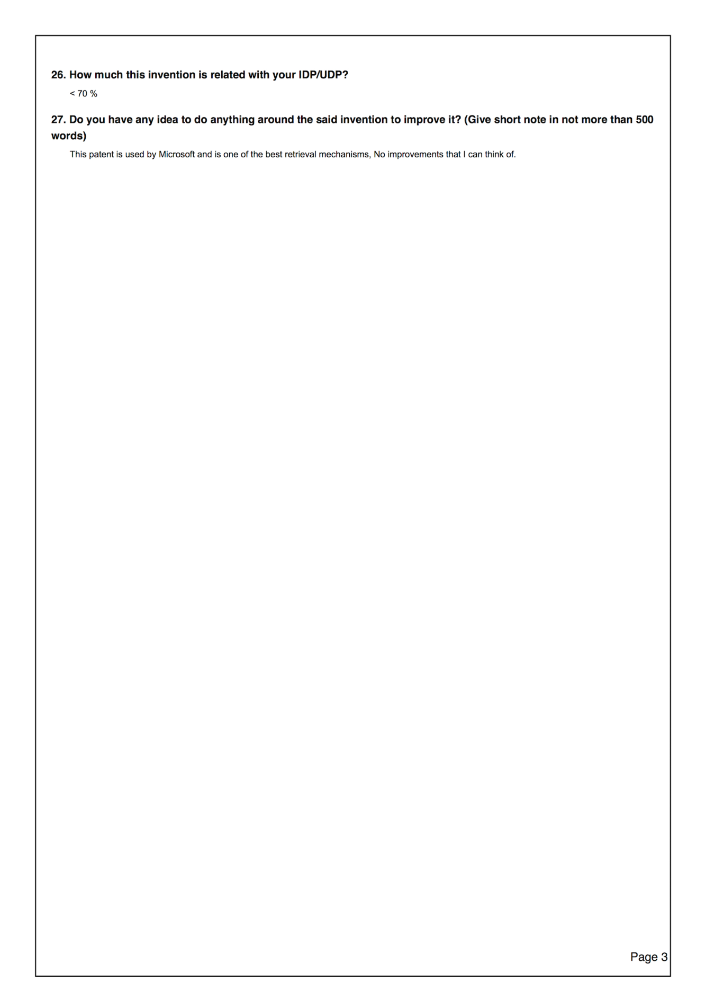 26. How much this invention is related with your IDP/UDP?
< 70 %
27. Do you have any idea to do anything around the said invention to improve it? (Give short note in not more than 500
words)
This patent is used by Microsoft and is one of the best retrieval mechanisms, No improvements that I can think of.
Page 3